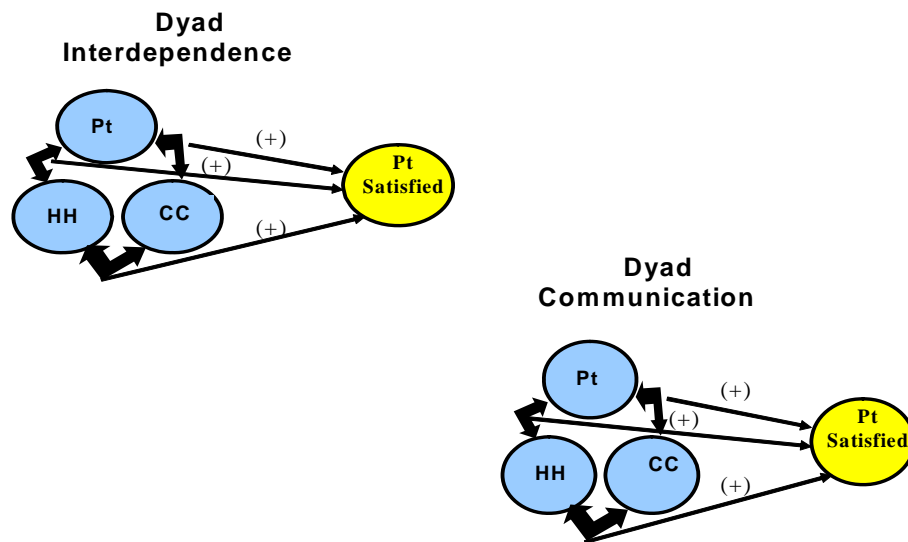 Dyad
Interdependence
Pt
(+)
(+)
Pt
Satisfied
HH
CC
(+)
Dyad
Communication
Pt
(+)
(+)
Pt
Satisfied
HH
CC
(+)